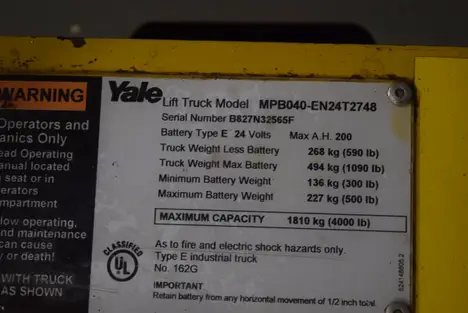 WARNING
Operators and
anics Only
ead Operating
anual located
seat or in
erators
mpartment
low operating,
and maintenance
can cause
y or death!
WITH TRUCK
AS SHOWN
Yale
Lift Truck Model MPB040-EN24T2748
Serial Number B827N32565F
Battery Type E 24 Volts Max A.H. 200
Truck Weight Less Battery 268 kg (590 lb)
Truck Weight Max Battery 494 kg (1090 lb)
Minimum Battery Weight 136 kg (300 lb)
Maximum Battery Weight 227 kg (500 lb)
MAXIMUM CAPACITY 1810 kg (4000 lb)
CLASSIFIED
UL
As to fire and electric shock hazards only.
Type E industrial truck
No. 162G
IMPORTANT
Retain battery from any horizontal movement of 1/2 inch total.